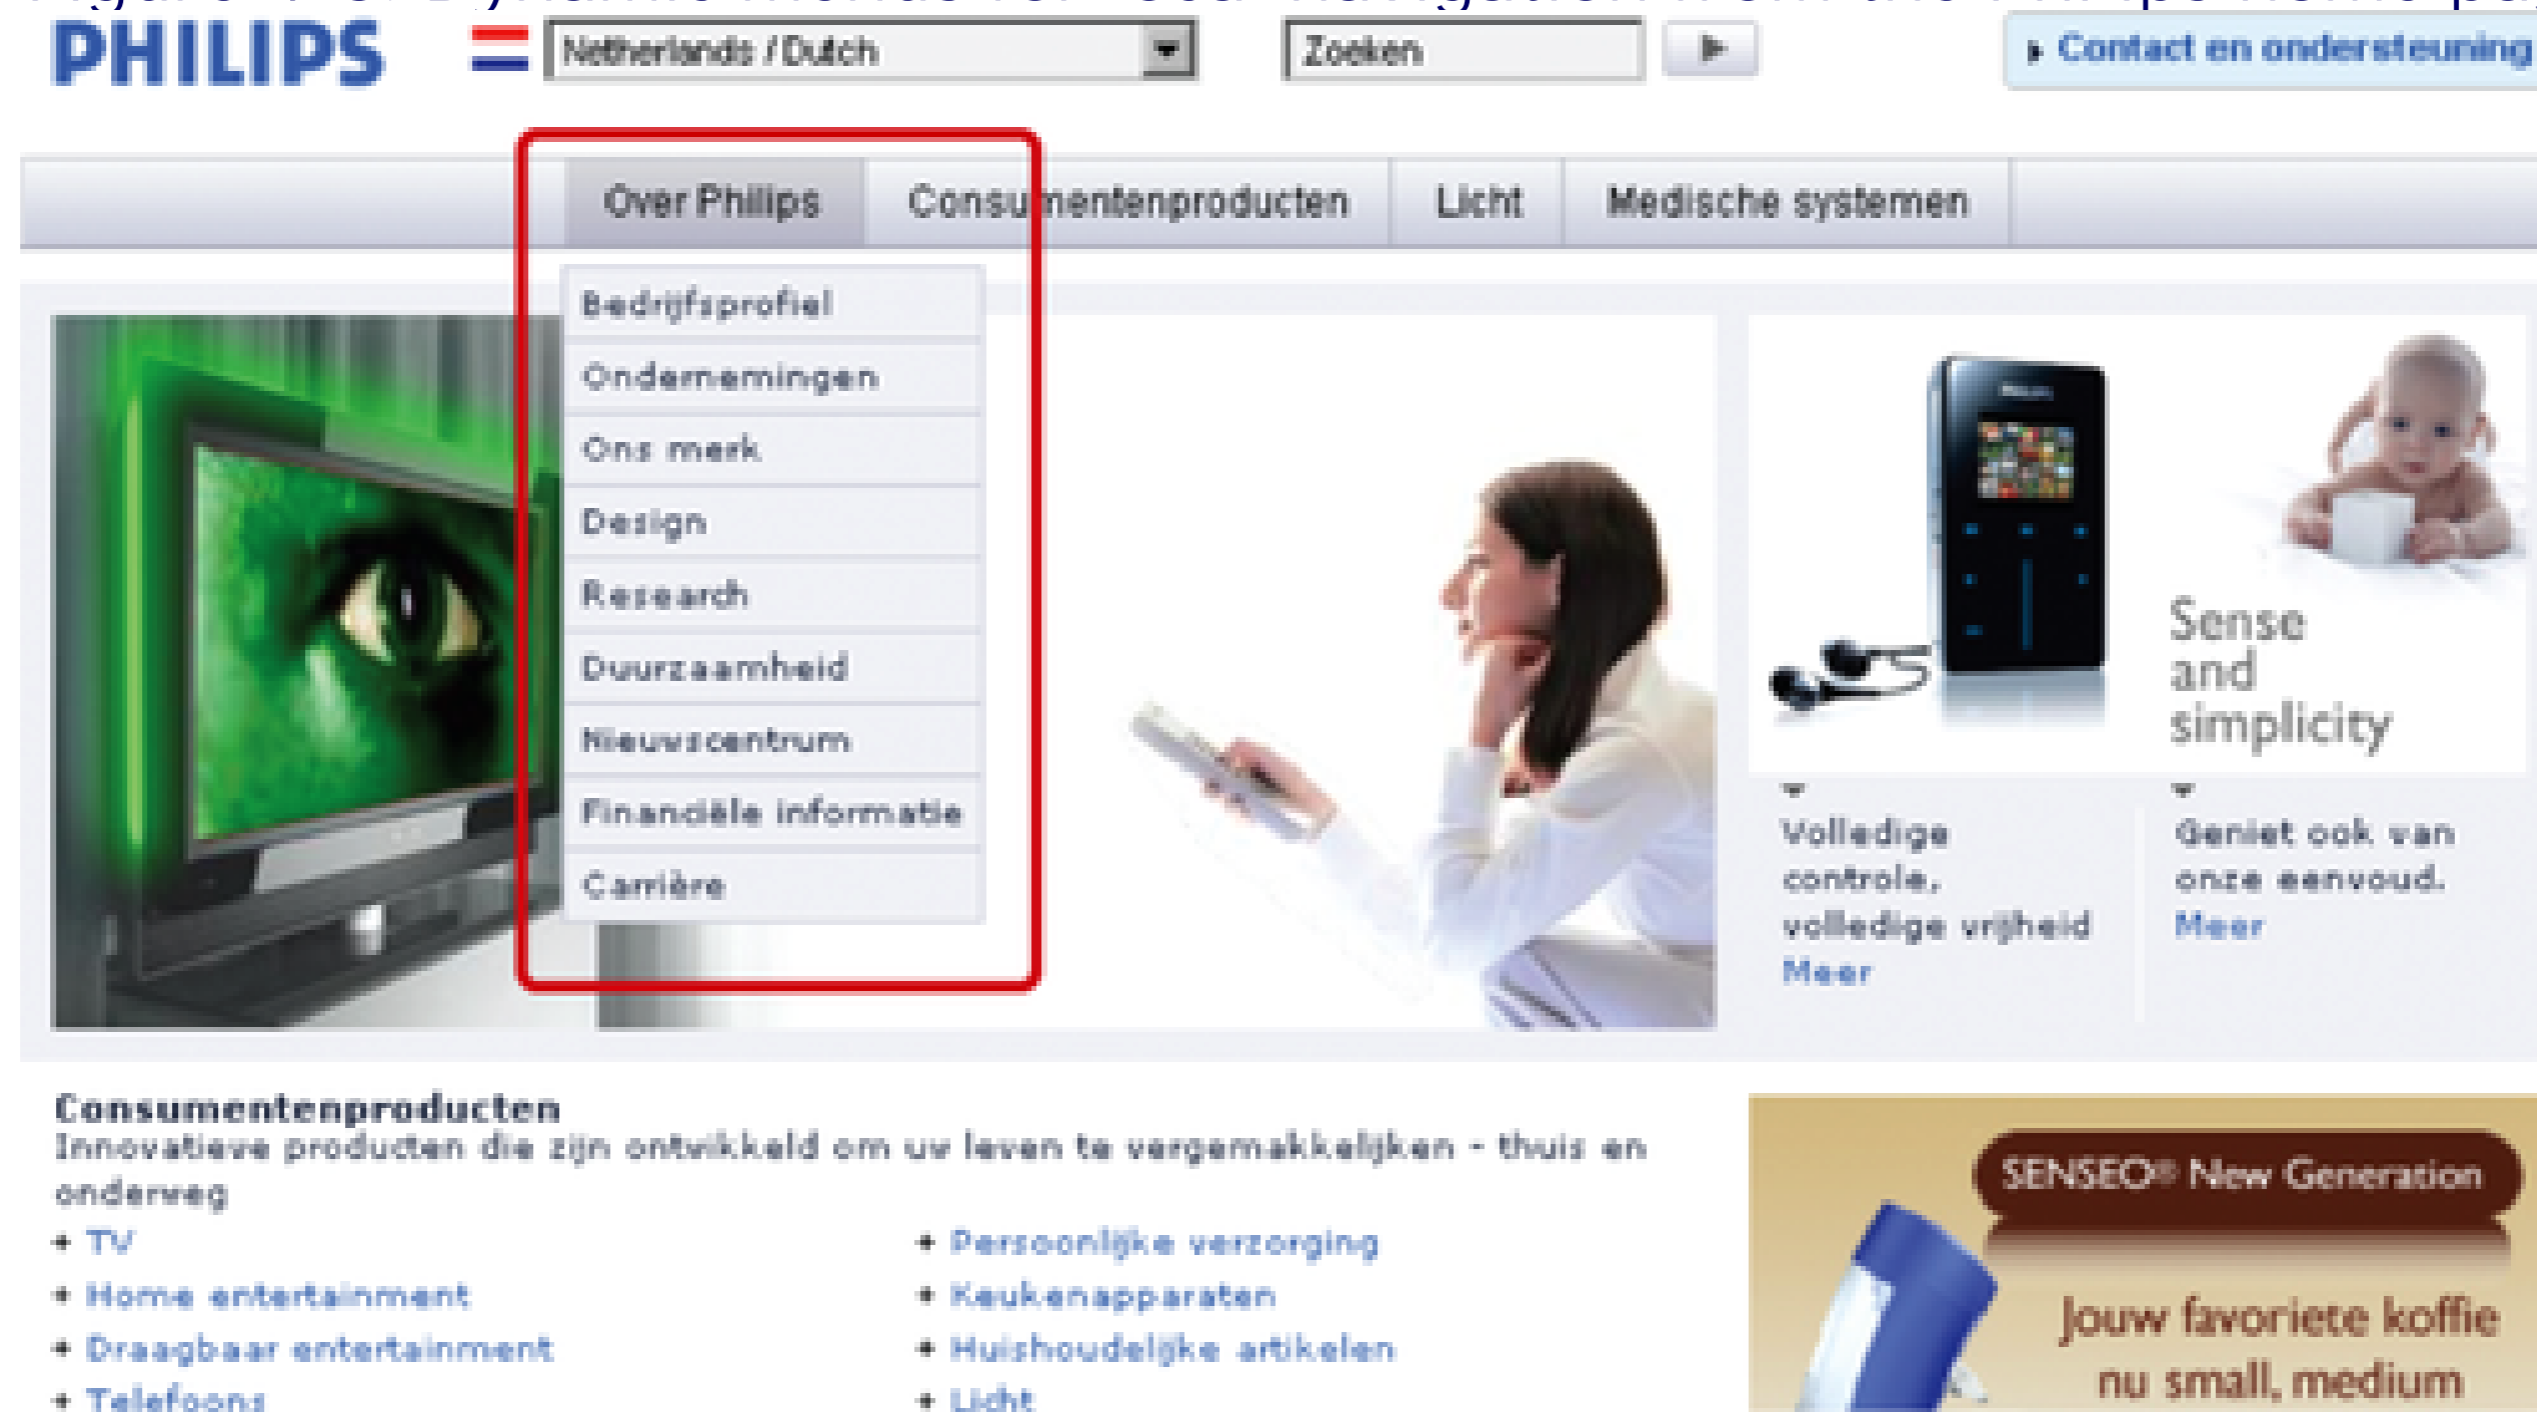 PHILIPS
Netherlands / Dutch
Zoeken
Contact en ondersteuning
Over Philips
Consumentenproducten
Licht
Medische systemen
Bedrijfsprofiel
Ondernemingen
Ons merk
Design
Research
Duurzaamheid
Nieuwscentrum
Financiële informatie
Carrière
Sense
and
simplicity
Volledige
controle,
volledige vrijheid
Meer
Geniet ook van
onze eenvoud.
Meer
Consumentenproducten
Innovatieve producten die zijn ontwikkeld om uw leven te vergemakkelijken - thuis en
onderweg
TV
Home entertainment
Draagbaar entertainment
Telefoons
Persoonlijke verzorging
Keukenapparaten
Huishoudelijke artikelen
Licht
SENSEO® New Generation
Jouw favoriete koffie
nu small, medium